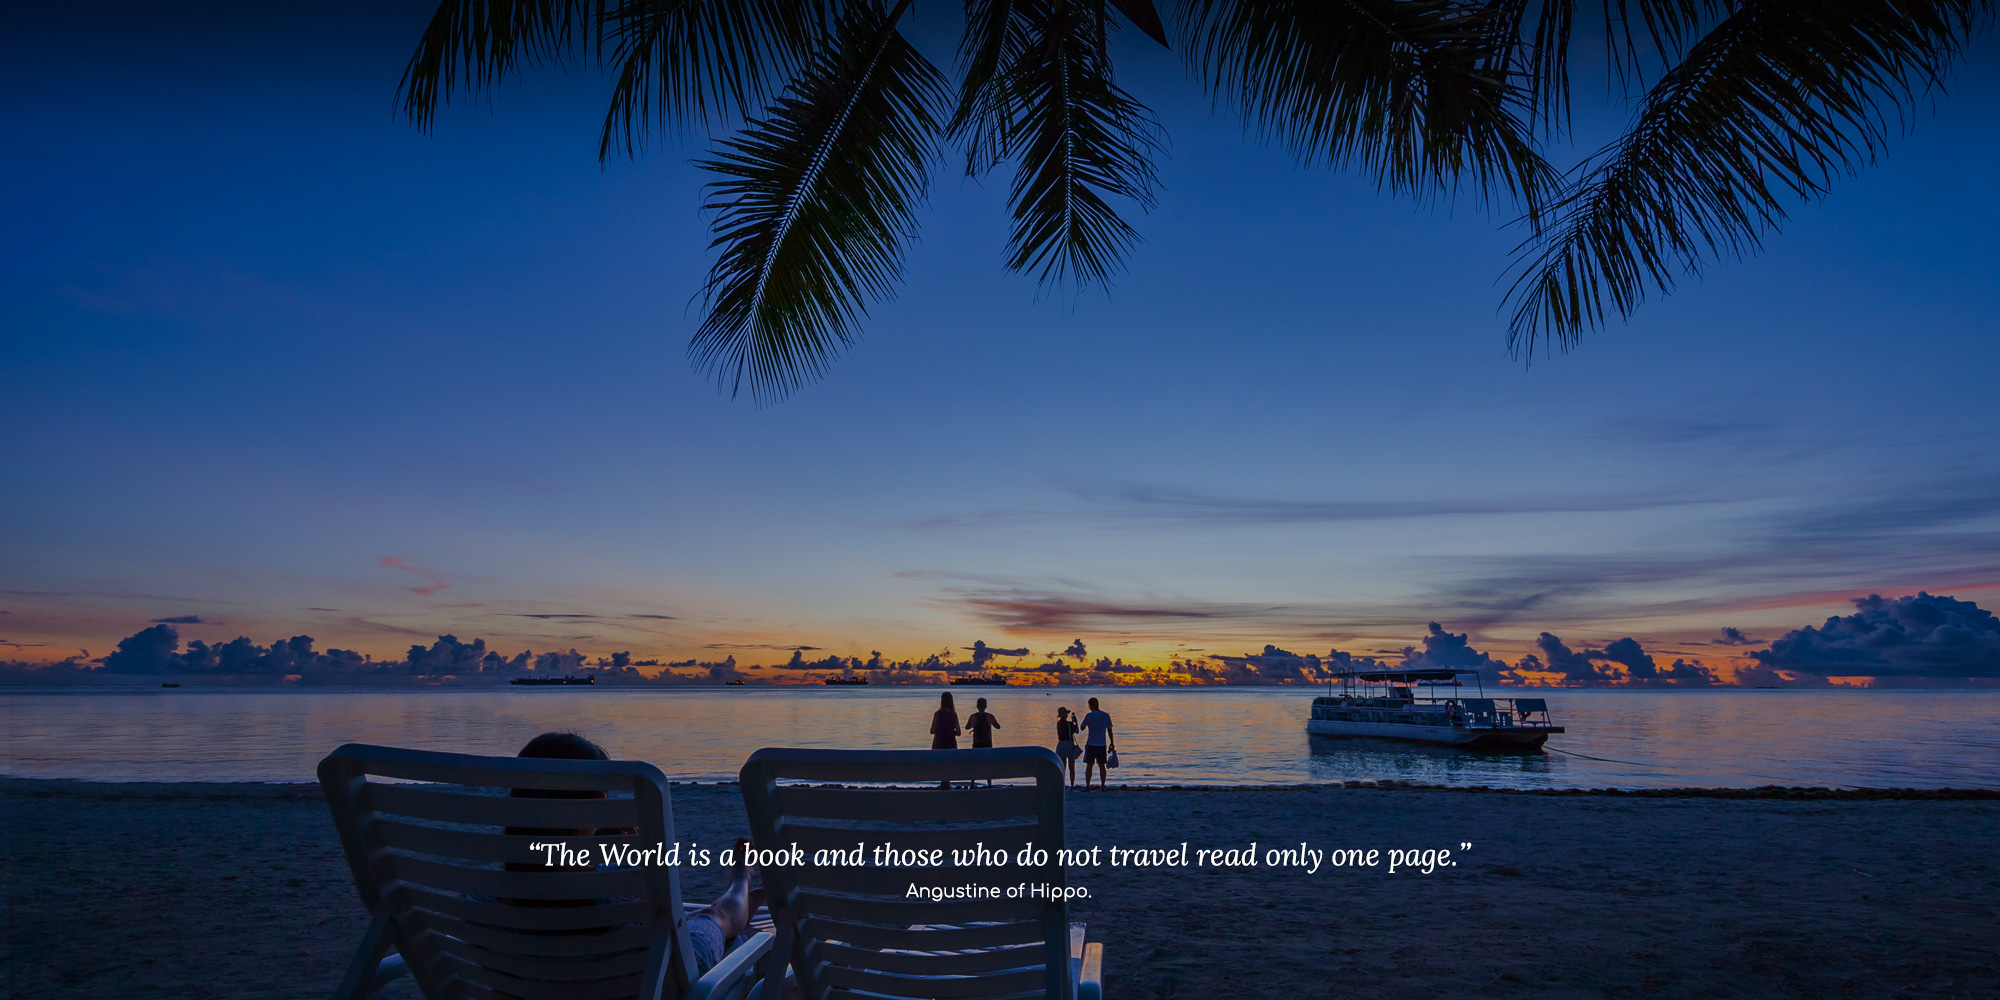 “The World is a book and those who do not travel read only one page.”
Angustine of Hippo.